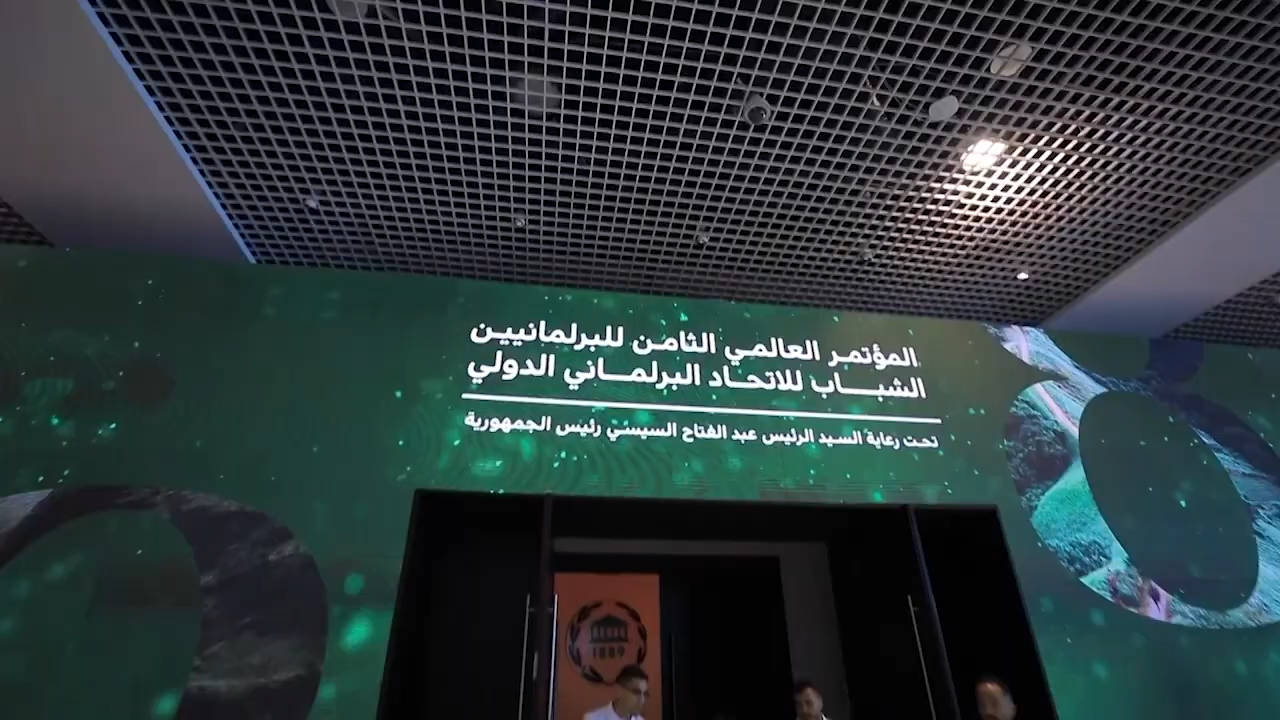 المؤتمر العالمي الثامن للبرلمانيين
الشباب للاتحاد البرلماني الدولي
تحت رعاية السيد الرئيس عبد الفتاح السيسي رئيس الجمهورية
1889